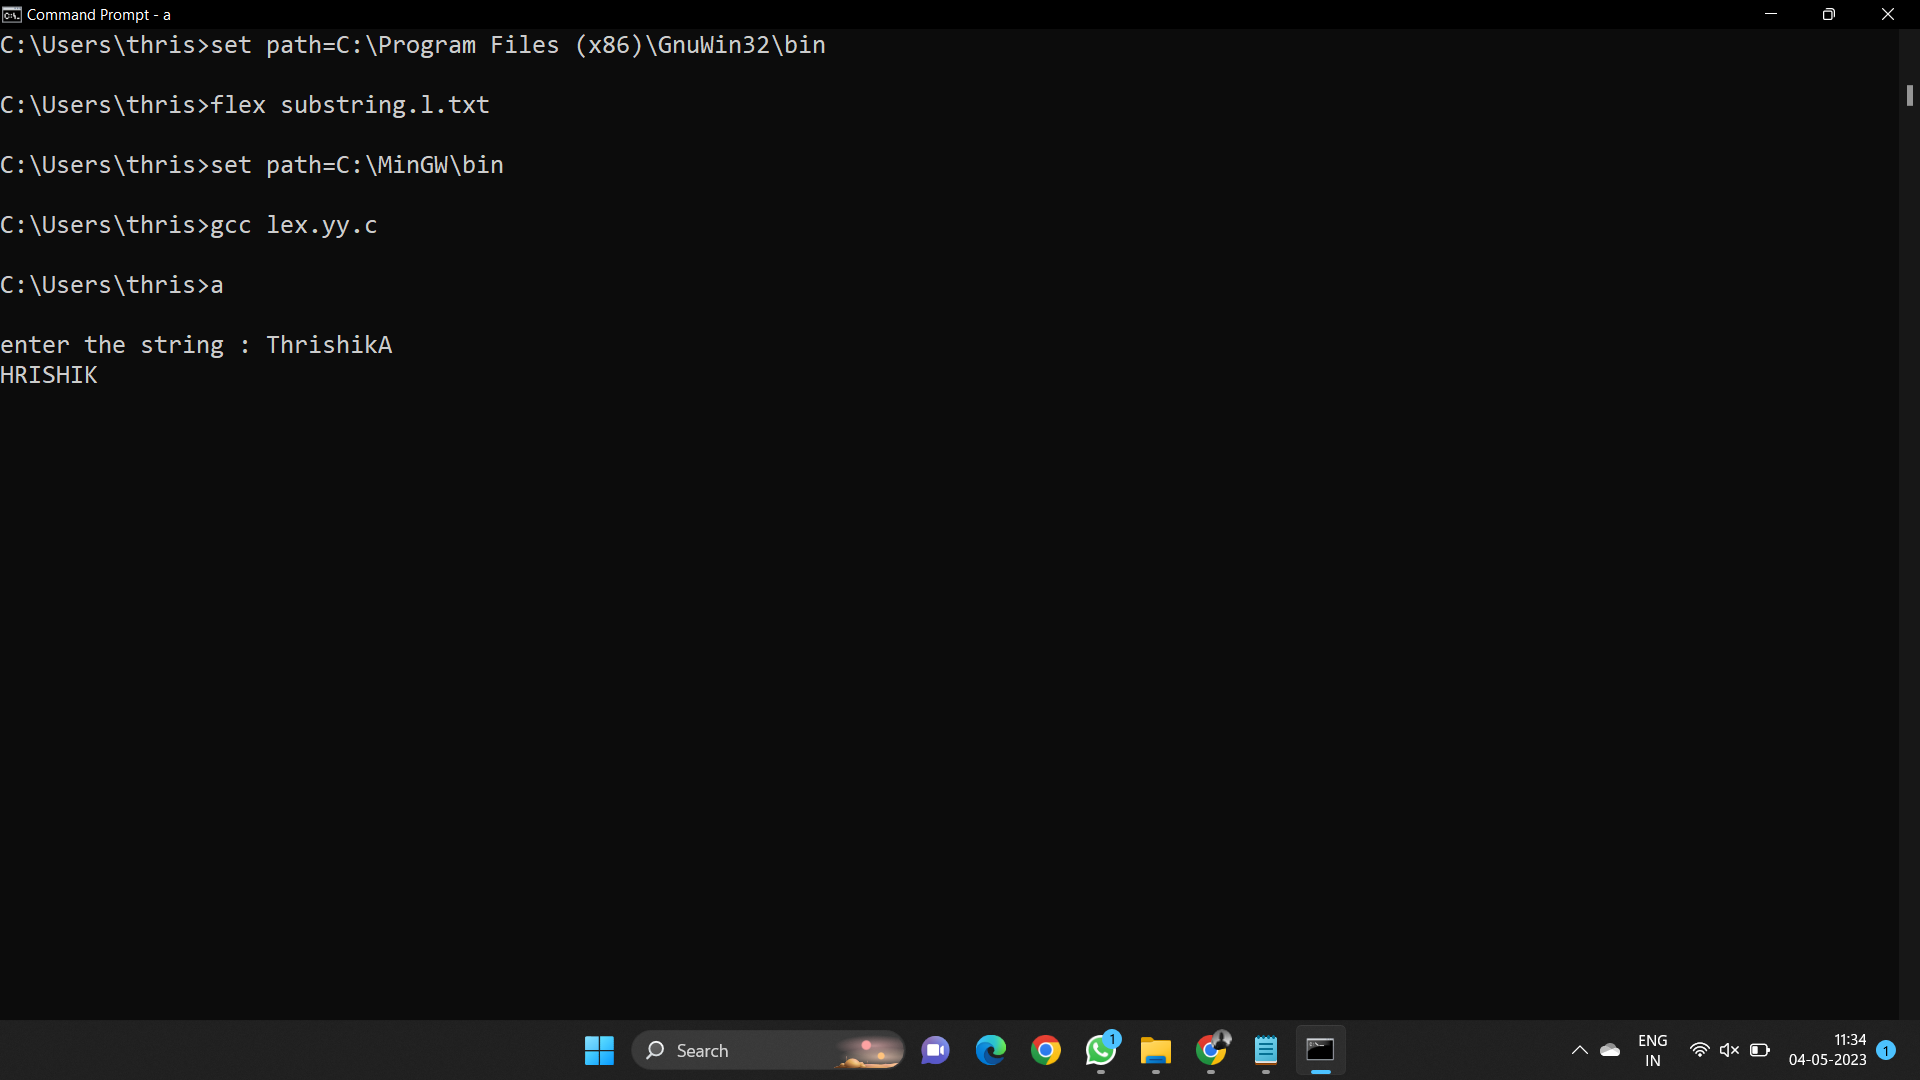 Command Prompt - a
C:\Users\thris>set path=C:\Program Files (x86)\GnuWin32\bin
C:\Users\thris>flex substring.l.txt
C:\Users\thris>set path=C:\MinGW\bin
C:\Users\thris>gcc lex.yy.c
C:\Users\thris>a
enter the string : ThrishikA
HRISHIK
Search
1
ENG
IN
11:34
04-05-2023
1